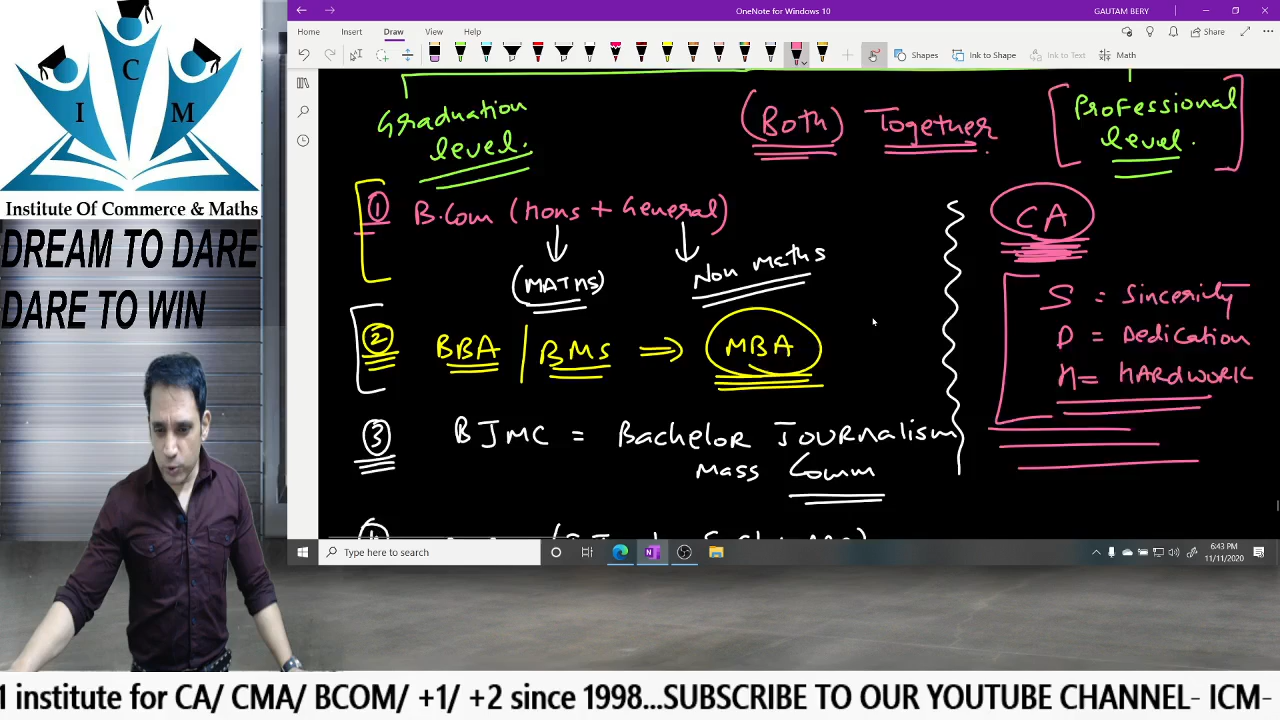 OneNote for Windows 10
GAUTAM BERY
Home Insert Draw View Help
Share
Shapes Ink to Shape Ink to Text Math
C
I M
Institute Of Commerce & Maths
DREAM TO DARE
DARE TO WIN
Graduation
level.
(Both) Together
Professional
level.
1 B.Com (Hons + General)
(MATHS) Non maths
2 BBA | BMS ⇒ MBA
3 BJMC = Bachelor Journalism
Mass Comm
4
CA
S = Sincerity
D = Dedication
H = HARDWORK
Type here to search
6:43 PM
11/11/2020
1 institute for CA/ CMA/ BCOM/ +1/ +2 since 1998...SUBSCRIBE TO OUR YOUTUBE CHANNEL- ICM-